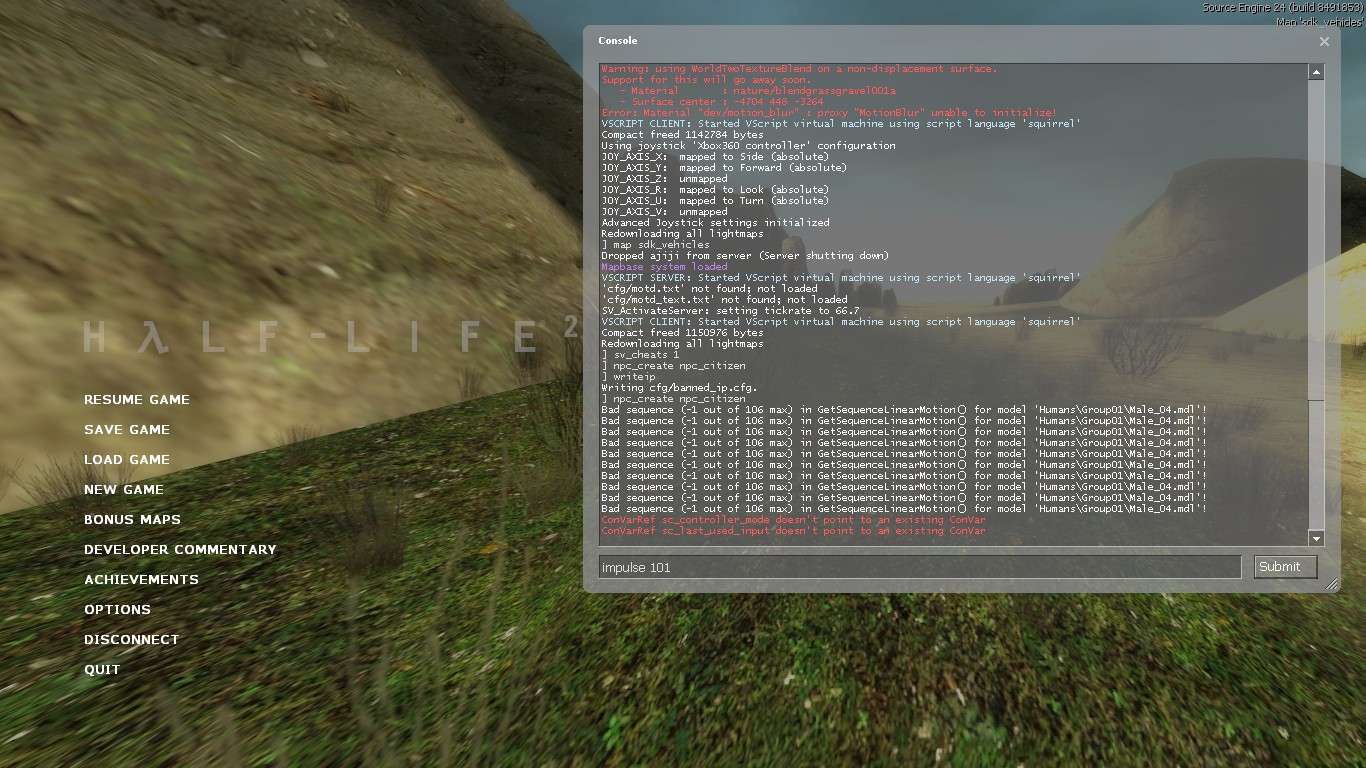 Source Engine 24 (build 8491853)
Map 'sdk_vehicles'
Console
Warning: using WorldTwoTextureBlend on a non-displacement surface.
Support for this will go away soon.
- Material : nature/blendgrassgravel001a
- Surface center : -4704 448 -3264
Error: Material "dev/motion_blur" : proxy "MotionBlur" unable to initialize!
VSCRIPT CLIENT: Started VScript virtual machine using script language 'squirrel'
Compact freed 1142784 bytes
Using joystick 'Xbox360 controller' configuration
JOY_AXIS_X: mapped to Side (absolute)
JOY_AXIS_Y: mapped to Forward (absolute)
JOY_AXIS_Z: unmapped
JOY_AXIS_R: mapped to Look (absolute)
JOY_AXIS_U: mapped to Turn (absolute)
JOY_AXIS_V: unmapped
Advanced Joystick settings initialized
Redownloading all lightmaps
] map sdk_vehicles
Dropped ajiji from server (Server shutting down)
Mapbase system loaded
VSCRIPT SERVER: Started VScript virtual machine using script language 'squirrel'
'cfg/motd.txt' not found; not loaded
'cfg/motd_text.txt' not found; not loaded
SV_ActivateServer: setting tickrate to 66.7
VSCRIPT CLIENT: Started VScript virtual machine using script language 'squirrel'
Compact freed 1150976 bytes
Redownloading all lightmaps
] sv_cheats 1
] npc_create npc_citizen
] writeip
Writing cfg/banned_ip.cfg.
] npc_create npc_citizen
Bad sequence (-1 out of 106 max) in GetSequenceLinearMotion() for model 'Humans\Group01\Male_04.mdl'!
Bad sequence (-1 out of 106 max) in GetSequenceLinearMotion() for model 'Humans\Group01\Male_04.mdl'!
Bad sequence (-1 out of 106 max) in GetSequenceLinearMotion() for model 'Humans\Group01\Male_04.mdl'!
Bad sequence (-1 out of 106 max) in GetSequenceLinearMotion() for model 'Humans\Group01\Male_04.mdl'!
Bad sequence (-1 out of 106 max) in GetSequenceLinearMotion() for model 'Humans\Group01\Male_04.mdl'!
Bad sequence (-1 out of 106 max) in GetSequenceLinearMotion() for model 'Humans\Group01\Male_04.mdl'!
Bad sequence (-1 out of 106 max) in GetSequenceLinearMotion() for model 'Humans\Group01\Male_04.mdl'!
Bad sequence (-1 out of 106 max) in GetSequenceLinearMotion() for model 'Humans\Group01\Male_04.mdl'!
Bad sequence (-1 out of 106 max) in GetSequenceLinearMotion() for model 'Humans\Group01\Male_04.mdl'!
Bad sequence (-1 out of 106 max) in GetSequenceLinearMotion() for model 'Humans\Group01\Male_04.mdl'!
ConVarRef sc_controller_mode doesn't point to an existing ConVar
ConVarRef sc_last_used_input doesn't point to an existing ConVar
impulse 101
Submit
HλLF-LIFE²
RESUME GAME
SAVE GAME
LOAD GAME
NEW GAME
BONUS MAPS
DEVELOPER COMMENTARY
ACHIEVEMENTS
OPTIONS
DISCONNECT
QUIT